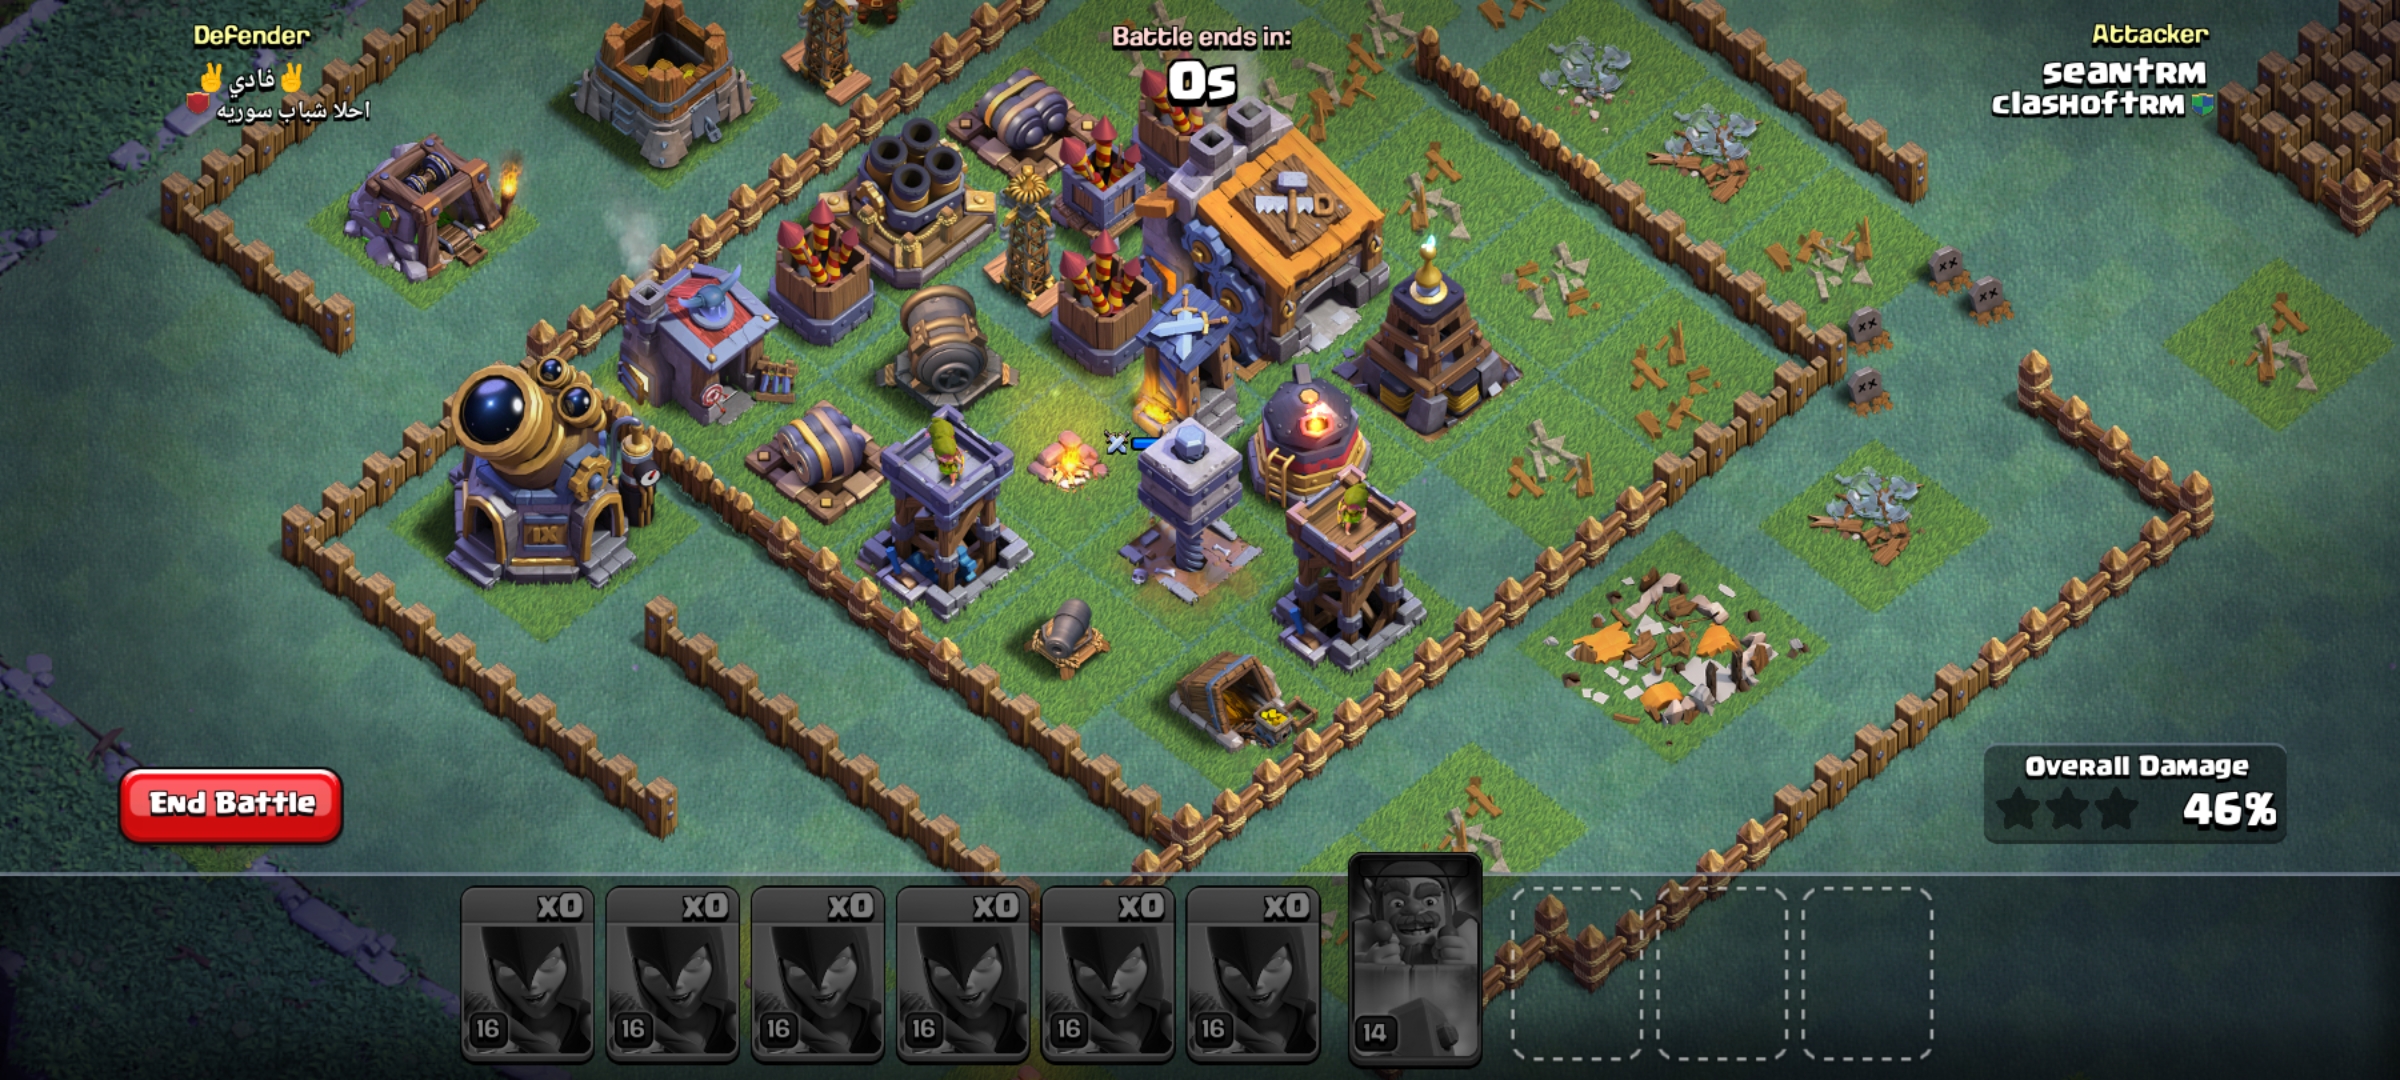 Defender
✌فادي✌
احلا شباب سوريه
Battle ends in:
0s
Attacker
seantRM
clashoftRM
IX
End Battle
Overall Damage
46%
x0
x0
x0
x0
x0
x0
16
16
16
16
16
16
14